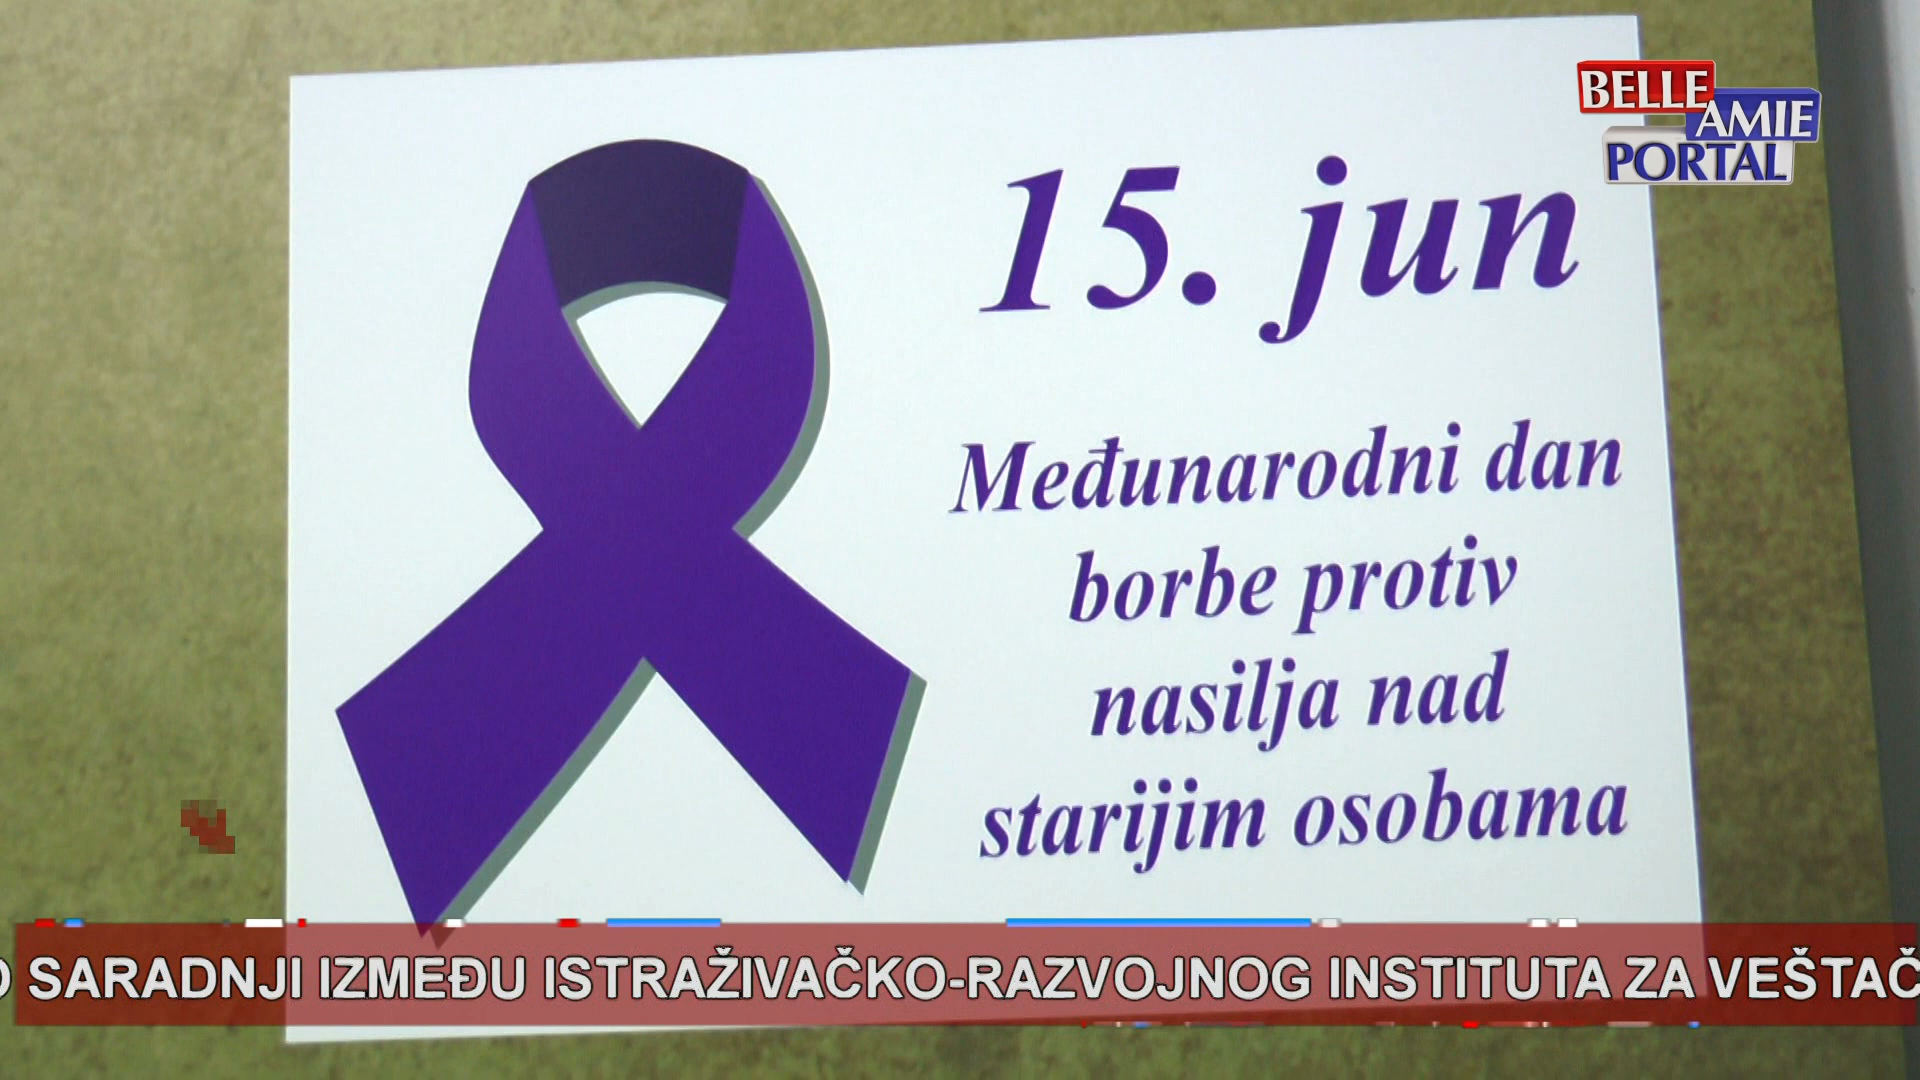 BELLE
AMIE
PORTAL
15. jun
Međunarodni dan
borbe protiv
nasilja nad
starijim osobama
SARADNJI IZMEĐU ISTRAŽIVAČKO-RAZVOJNOG INSTITUTA ZA